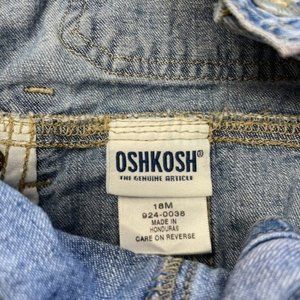 OSHKOSH®
THE GENUINE ARTICLE
18M
924-0038
MADE IN
HONDURAS
CARE ON REVERSE